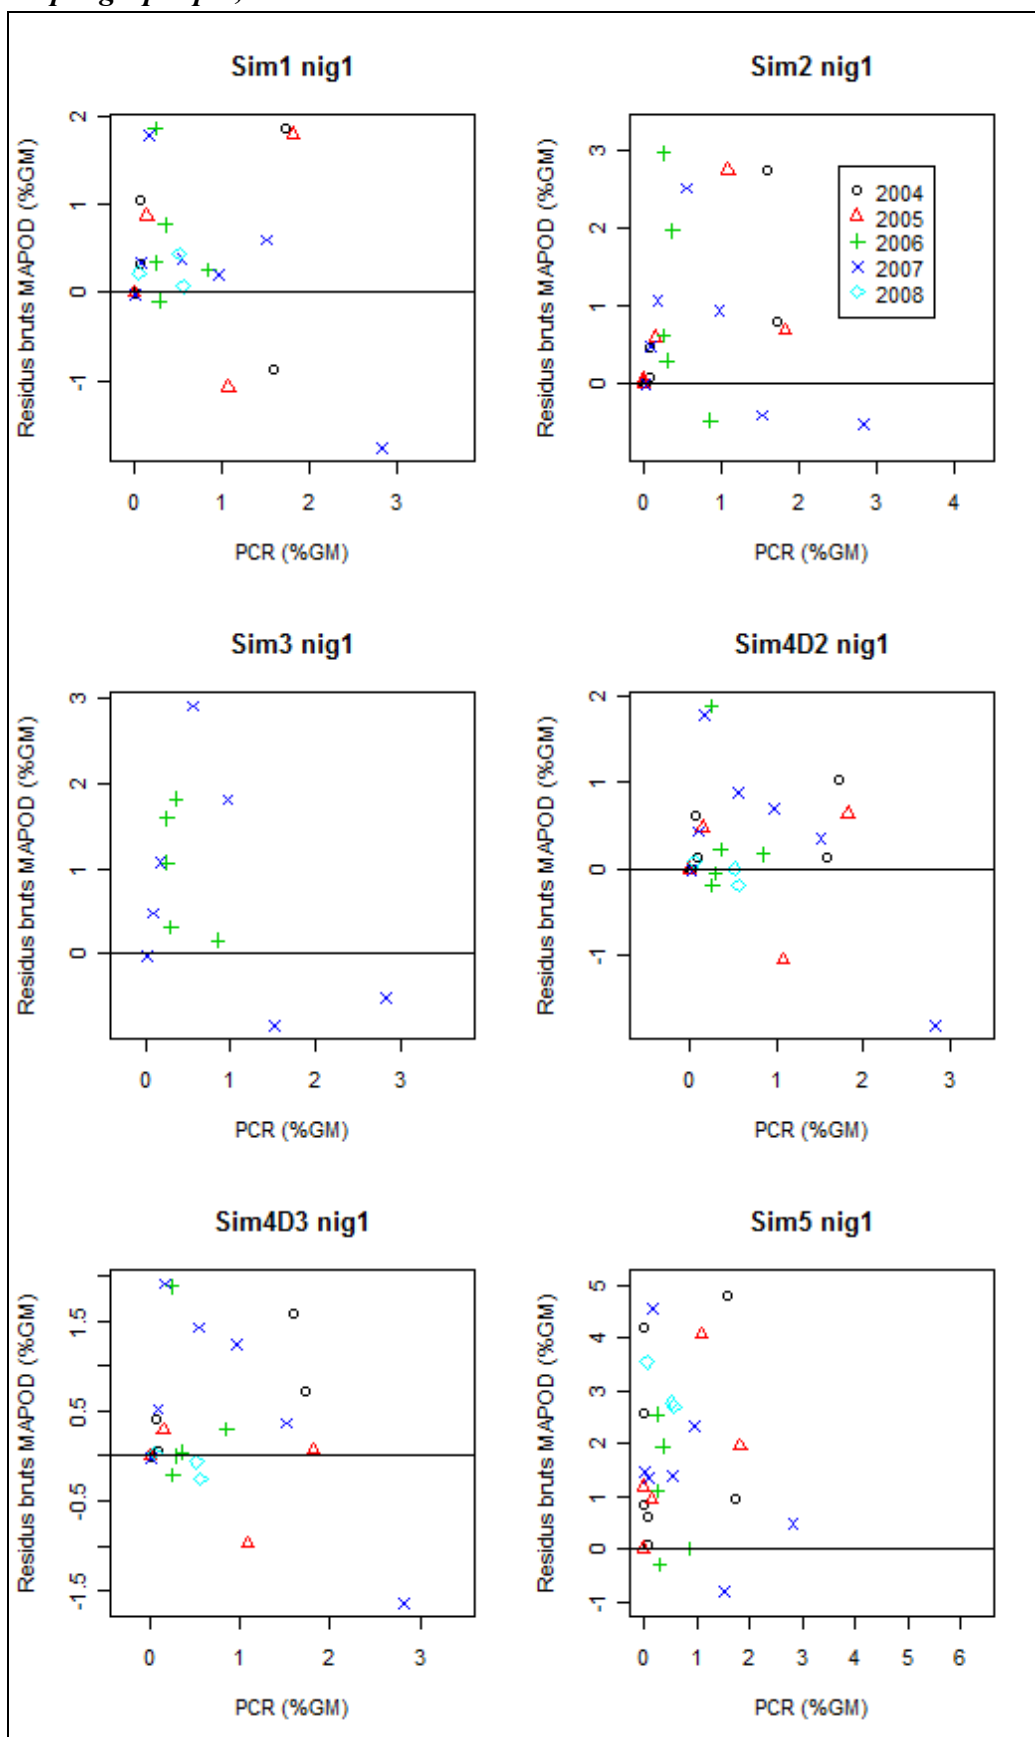 Sim1 nig1
Residus bruts MAPOD (%GM)
2
1
0
-1
0 1 2 3
PCR (%GM)
Sim2 nig1
Residus bruts MAPOD (%GM)
3
2
1
0
2004
2005
2006
2007
2008
0 1 2 3 4
PCR (%GM)
Sim3 nig1
Residus bruts MAPOD (%GM)
3
2
1
0
0 1 2 3
PCR (%GM)
Sim4D2 nig1
Residus bruts MAPOD (%GM)
2
1
0
-1
0 1 2 3
PCR (%GM)
Sim4D3 nig1
Residus bruts MAPOD (%GM)
1.5
0.5
-0.5
-1.5
0 1 2 3
PCR (%GM)
Sim5 nig1
Residus bruts MAPOD (%GM)
5
4
3
2
1
0
-1
0 1 2 3 4 5 6
PCR (%GM)